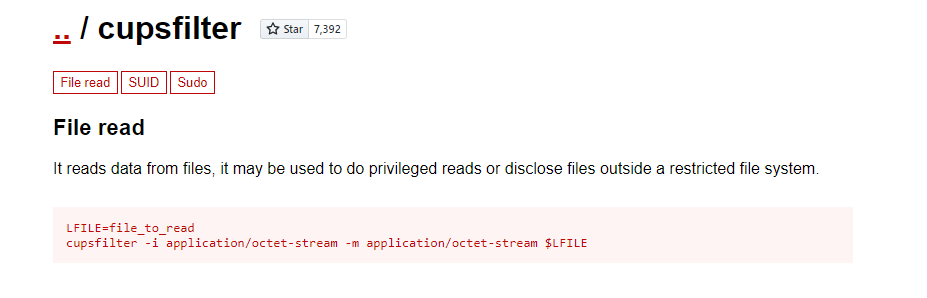 .. / cupsfilter Star 7,392
File read SUID Sudo
File read
It reads data from files, it may be used to do privileged reads or disclose files outside a restricted file system.
LFILE=file_to_read
cupsfilter -i application/octet-stream -m application/octet-stream $LFILE